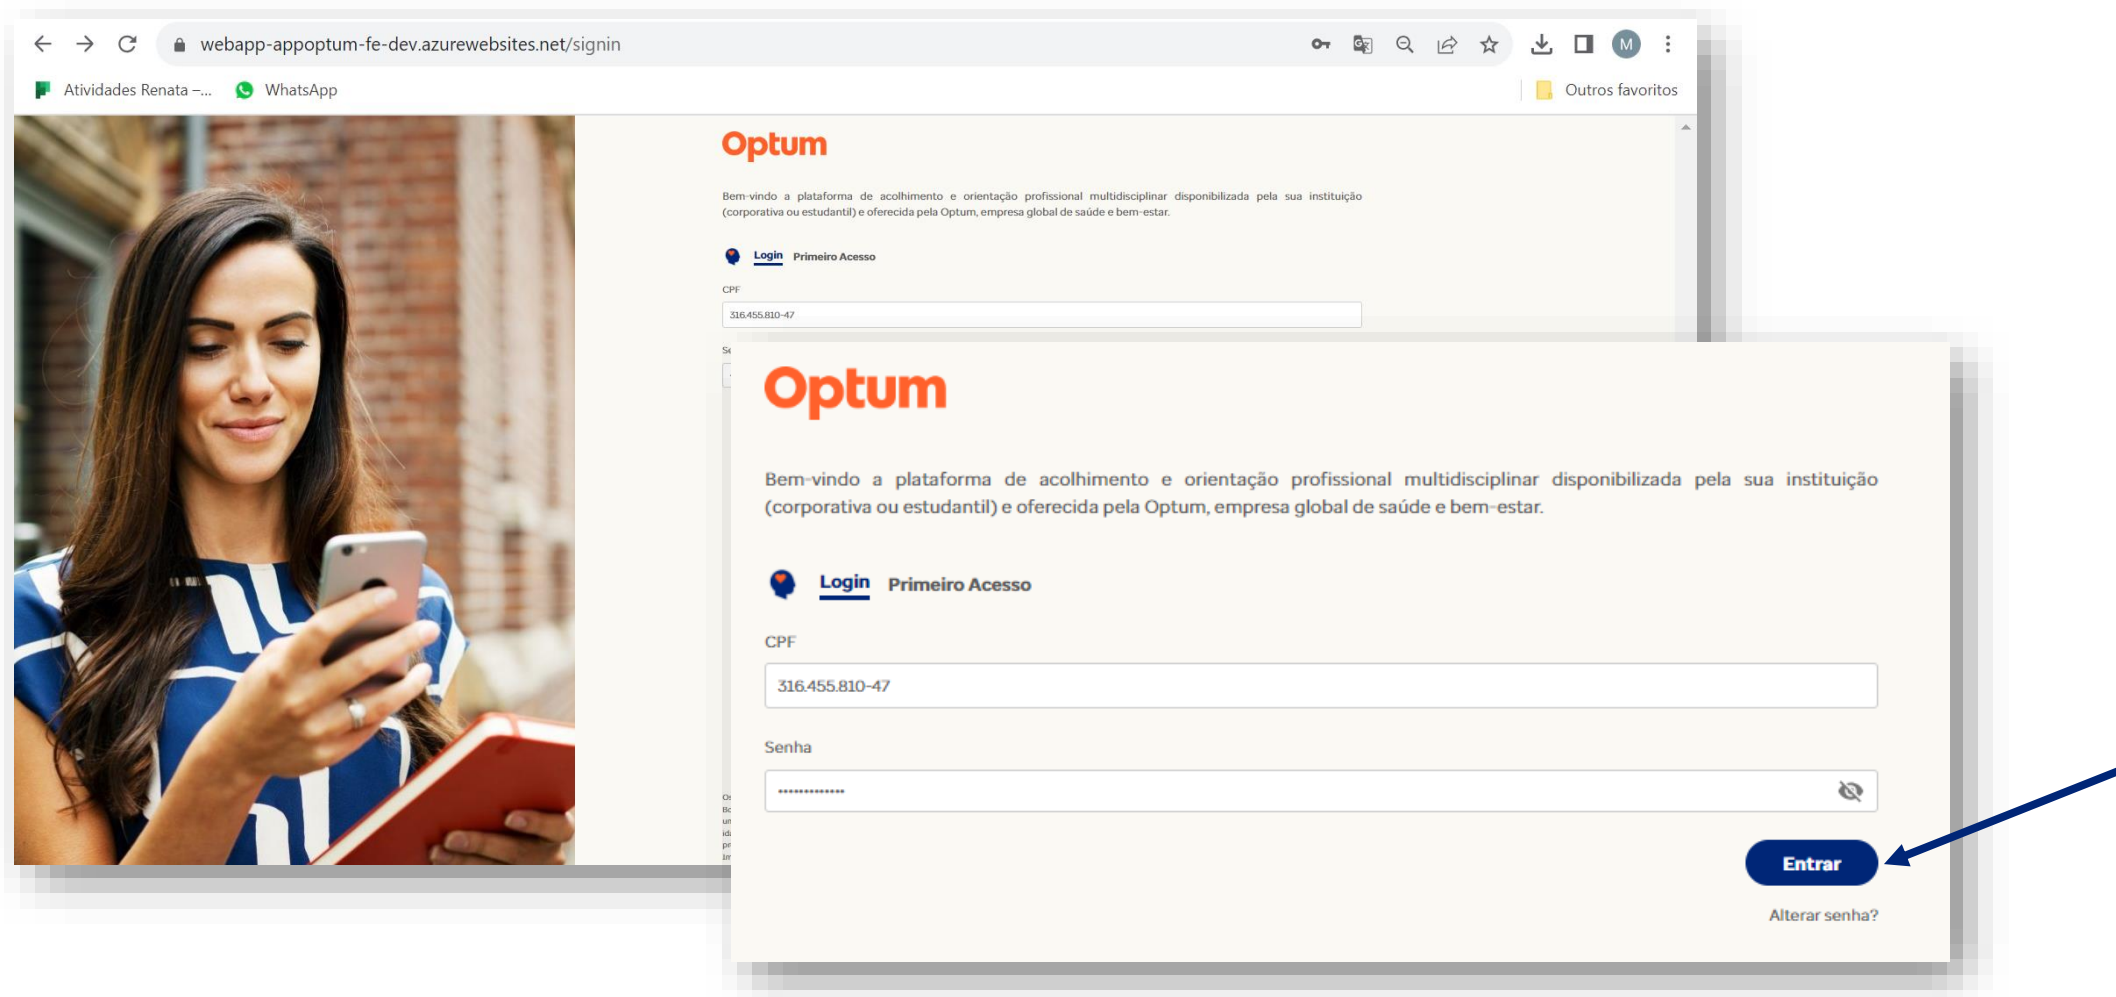 webapp-appoptum-fe-dev.azurewebsites.net/signin
M
Atividades Renata –...
WhatsApp
Outros favoritos
Optum
Bem-vindo a plataforma de acolhimento e orientação profissional multidisciplinar disponibilizada pela sua instituição
(corporativa ou estudantil) e oferecida pela Optum, empresa global de saúde e bem-estar.
Login Primeiro Acesso
CPF
316.455.810-47
Optum
Bem-vindo a plataforma de acolhimento e orientação profissional multidisciplinar disponibilizada pela sua instituição
(corporativa ou estudantil) e oferecida pela Optum, empresa global de saúde e bem-estar.
Login Primeiro Acesso
CPF
316.455.810-47
Senha
Entrar
Alterar senha?